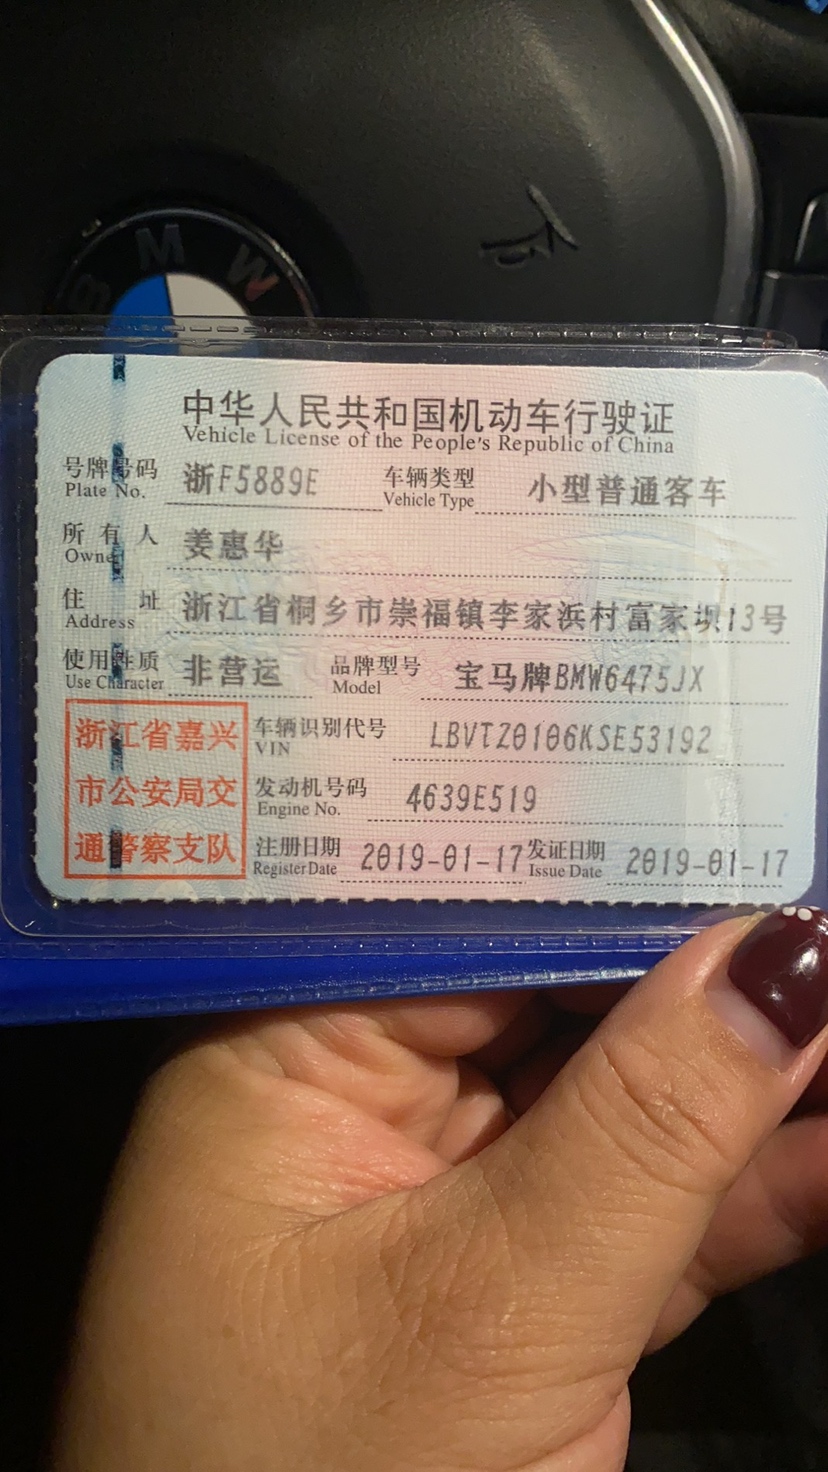 BMW
中华人民共和国机动车行驶证
Vehicle License of the People's Republic of China
号牌号码 浙F5889E 车辆类型 小型普通客车
Plate No. Vehicle Type
所有人 姜惠华
Owner
住址 浙江省桐乡市崇福镇李家浜村富家坝13号
Address
使用性质 非营运 品牌型号 宝马牌BMW6475JX
Use Character Model
浙江省嘉兴
市公安局交
通警察支队
车辆识别代号 LBVTZ0106KSE53192
VIN
发动机号码 4639E519
Engine No.
注册日期 2019-01-17 发证日期 2019-01-17
Register Date Issue Date